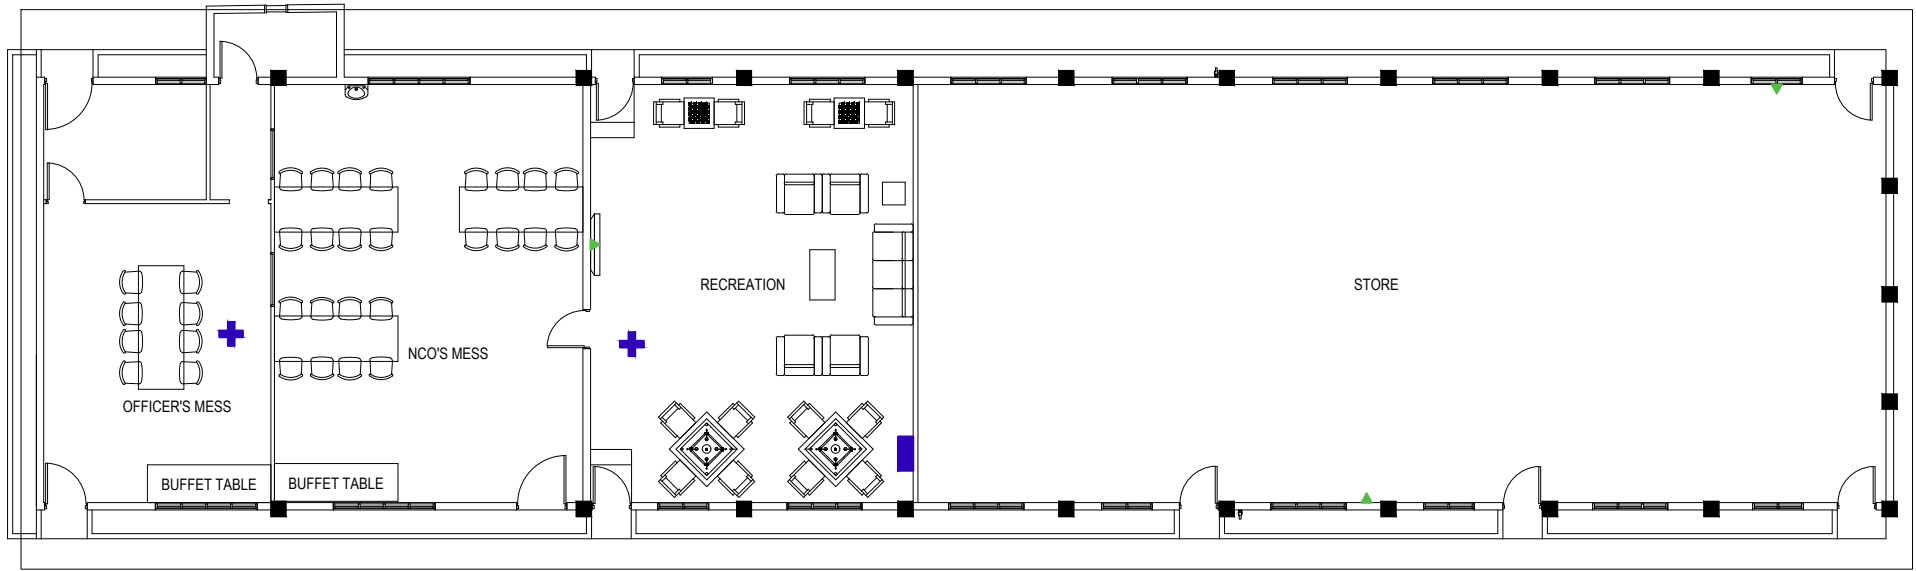 RECREATION
STORE
NCO'S MESS
OFFICER'S MESS
BUFFET TABLE
BUFFET TABLE